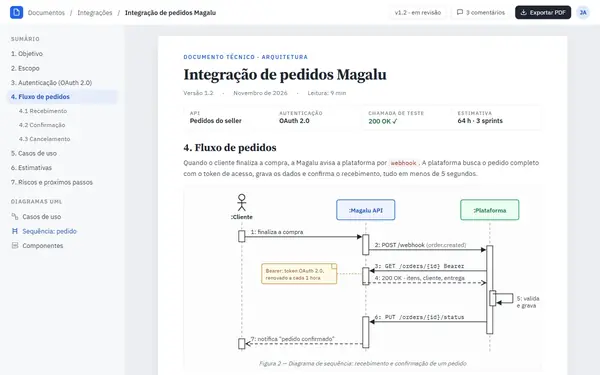 Documentos / Integrações / Integração de pedidos Magalu
v1.2 · em revisão
3 comentários
Exportar PDF
JA
SUMÁRIO
1. Objetivo
2. Escopo
3. Autenticação (OAuth 2.0)
4. Fluxo de pedidos
4.1 Recebimento
4.2 Confirmação
4.3 Cancelamento
5. Casos de uso
6. Estimativas
7. Riscos e próximos passos
DIAGRAMAS UML
Casos de uso
Sequência: pedido
Componentes
DOCUMENTO TÉCNICO · ARQUITETURA
Integração de pedidos Magalu
Versão 1.2 · Novembro de 2026 · Leitura: 9 min
API
Pedidos do seller
AUTENTICAÇÃO
OAuth 2.0
CHAMADA DE TESTE
200 OK ✓
ESTIMATIVA
64 h · 3 sprints
4. Fluxo de pedidos
Quando o cliente finaliza a compra, a Magalu avisa a plataforma por webhook. A plataforma busca o pedido completo
com o token de acesso, grava os dados e confirma o recebimento, tudo em menos de 5 segundos.
:Cliente
:Magalu API
:Plataforma
1: finaliza a compra
2: POST /webhook (order.created)
Bearer: token OAuth 2.0,
renovado a cada 1 hora
3: GET /orders/{id} Bearer
4: 200 OK - itens, cliente, entrega
5: valida
e grava
6: PUT /orders/{id}/status
7: notifica "pedido confirmado"
Figura 2 — Diagrama de sequência: recebimento e confirmação de um pedido